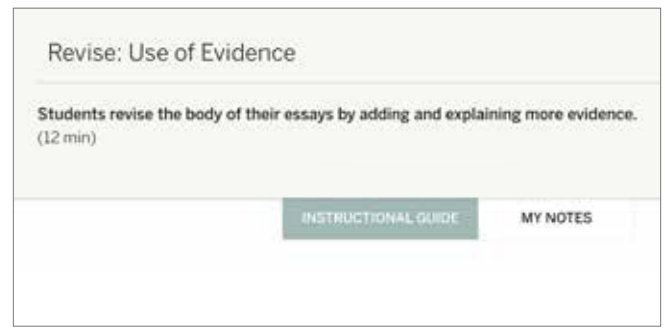 Revise: Use of Evidence
Students revise the body of their essays by adding and explaining more evidence.
(12 min)
INSTRUCTIONAL GUIDE
MY NOTES